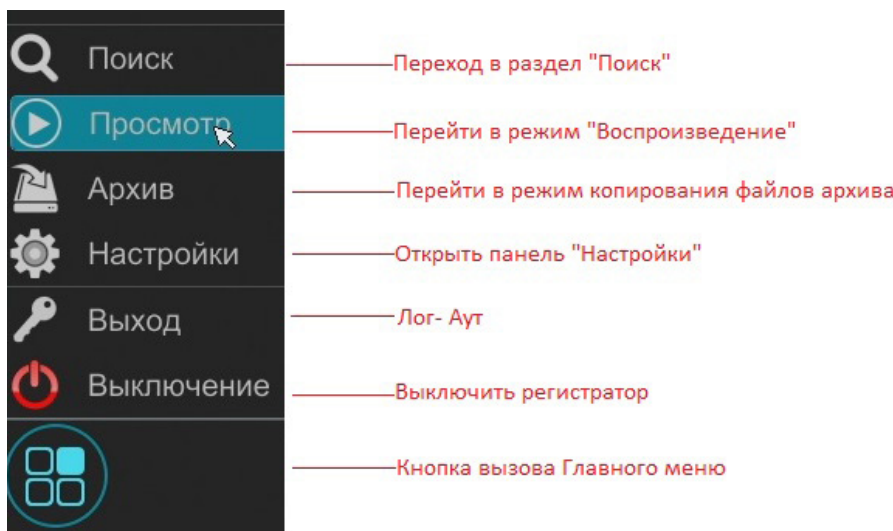 Поиск Переход в раздел "Поиск"
Просмотр Перейти в режим "Воспроизведение"
Архив Перейти в режим копирования файлов архива
Настройки Открыть панель "Настройки"
Выход Лог- Аут
Выключение Выключить регистратор
Кнопка вызова Главного меню